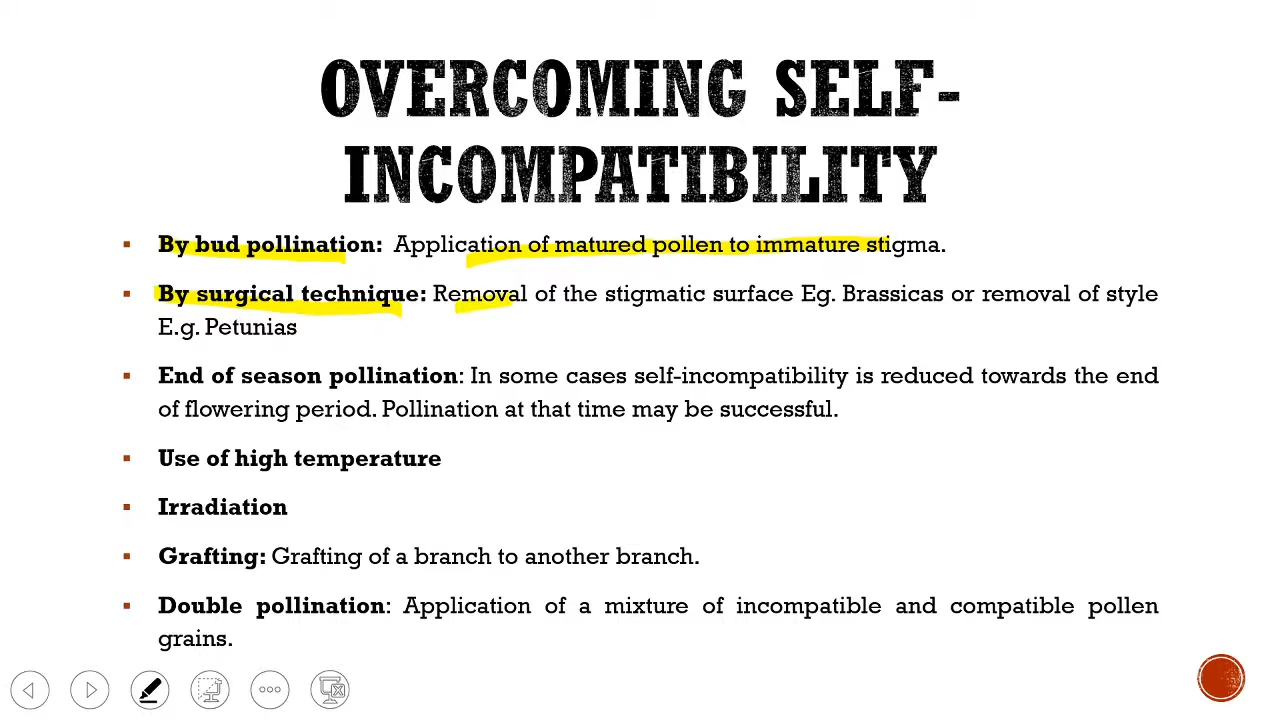 OVERCOMING SELF-
INCOMPATIBILITY
▪ By bud pollination: Application of matured pollen to immature stigma.
▪ By surgical technique: Removal of the stigmatic surface Eg. Brassicas or removal of style
E.g. Petunias
▪ End of season pollination: In some cases self-incompatibility is reduced towards the end
of flowering period. Pollination at that time may be successful.
▪ Use of high temperature
▪ Irradiation
▪ Grafting: Grafting of a branch to another branch.
▪ Double pollination: Application of a mixture of incompatible and compatible pollen
grains.